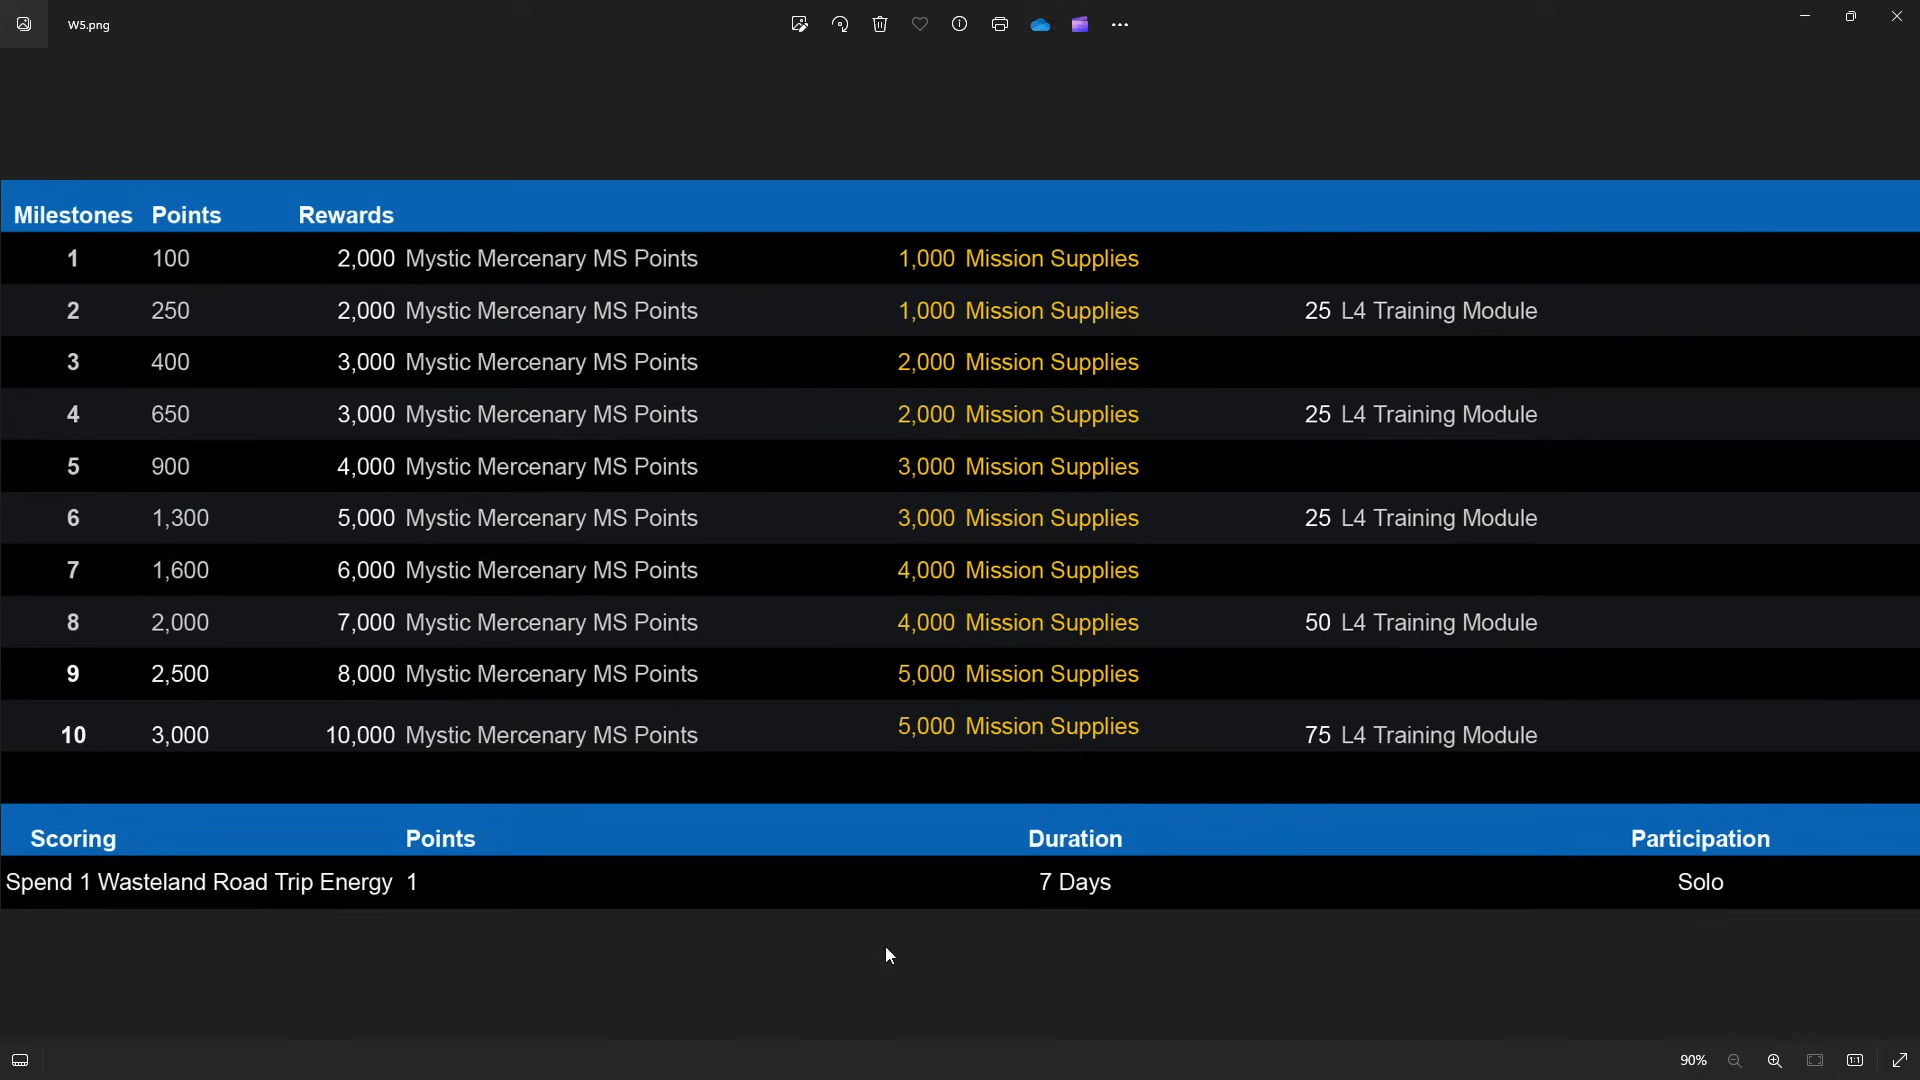 W5.png
Milestones Points Rewards
1 100 2,000 Mystic Mercenary MS Points 1,000 Mission Supplies
2 250 2,000 Mystic Mercenary MS Points 1,000 Mission Supplies 25 L4 Training Module
3 400 3,000 Mystic Mercenary MS Points 2,000 Mission Supplies
4 650 3,000 Mystic Mercenary MS Points 2,000 Mission Supplies 25 L4 Training Module
5 900 4,000 Mystic Mercenary MS Points 3,000 Mission Supplies
6 1,300 5,000 Mystic Mercenary MS Points 3,000 Mission Supplies 25 L4 Training Module
7 1,600 6,000 Mystic Mercenary MS Points 4,000 Mission Supplies
8 2,000 7,000 Mystic Mercenary MS Points 4,000 Mission Supplies 50 L4 Training Module
9 2,500 8,000 Mystic Mercenary MS Points 5,000 Mission Supplies
10 3,000 10,000 Mystic Mercenary MS Points 5,000 Mission Supplies 75 L4 Training Module
Scoring Points Duration Participation
Spend 1 Wasteland Road Trip Energy 1 7 Days Solo
90% 1:1